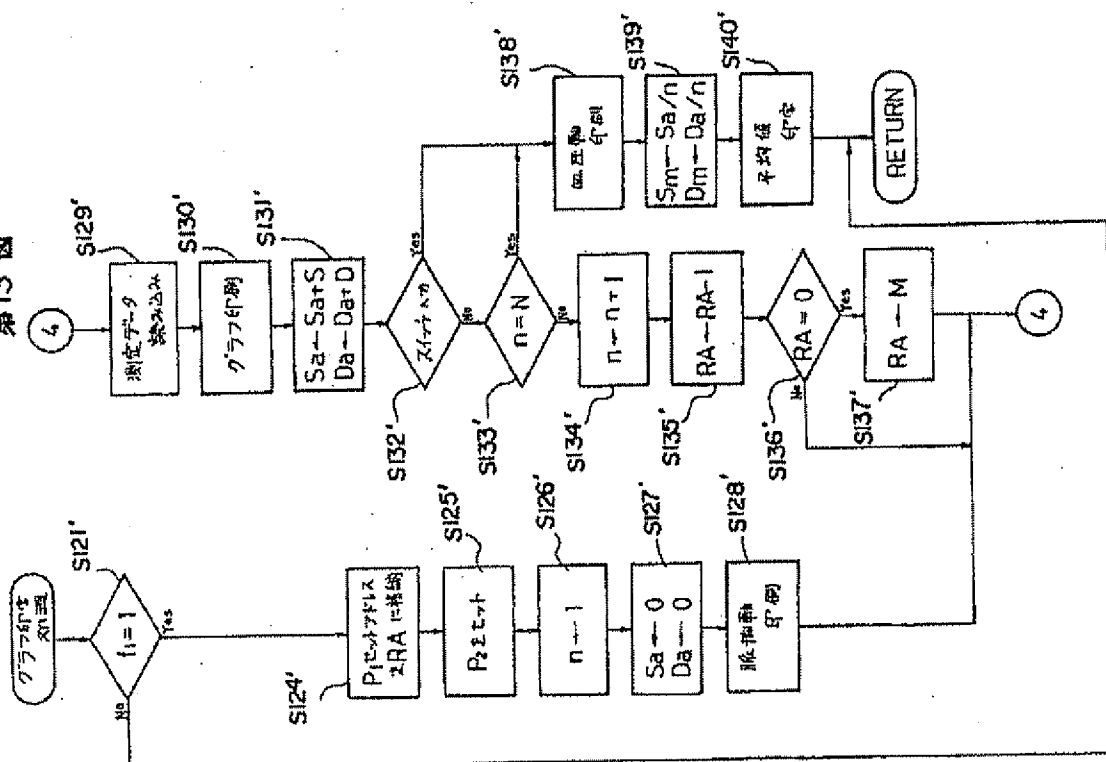 第13図
グラフ印字
処理
f₁=1
S121'
Yes
No
P₁セットアドレス
をRAに格納
S124'
P₂をセット
S125'
n←1
S126'
Sa←0
Da←0
S127'
脈拍軸
印刷
S128'
4
測定データ
読み込み
S129'
グラフ印刷
S130'
Sa←Sa+S
Da←Da+D
S131'
スイッチ入力
S132'
Yes
No
n=N
S133'
Yes
No
n←n+1
S134'
RA←RA-1
S135'
RA=0
S136'
No
Yes
RA←M
S137'
4
血圧軸
印刷
S138'
Sm←Sa/n
Dm←Da/n
S139'
平均値
印字
S140'
RETURN